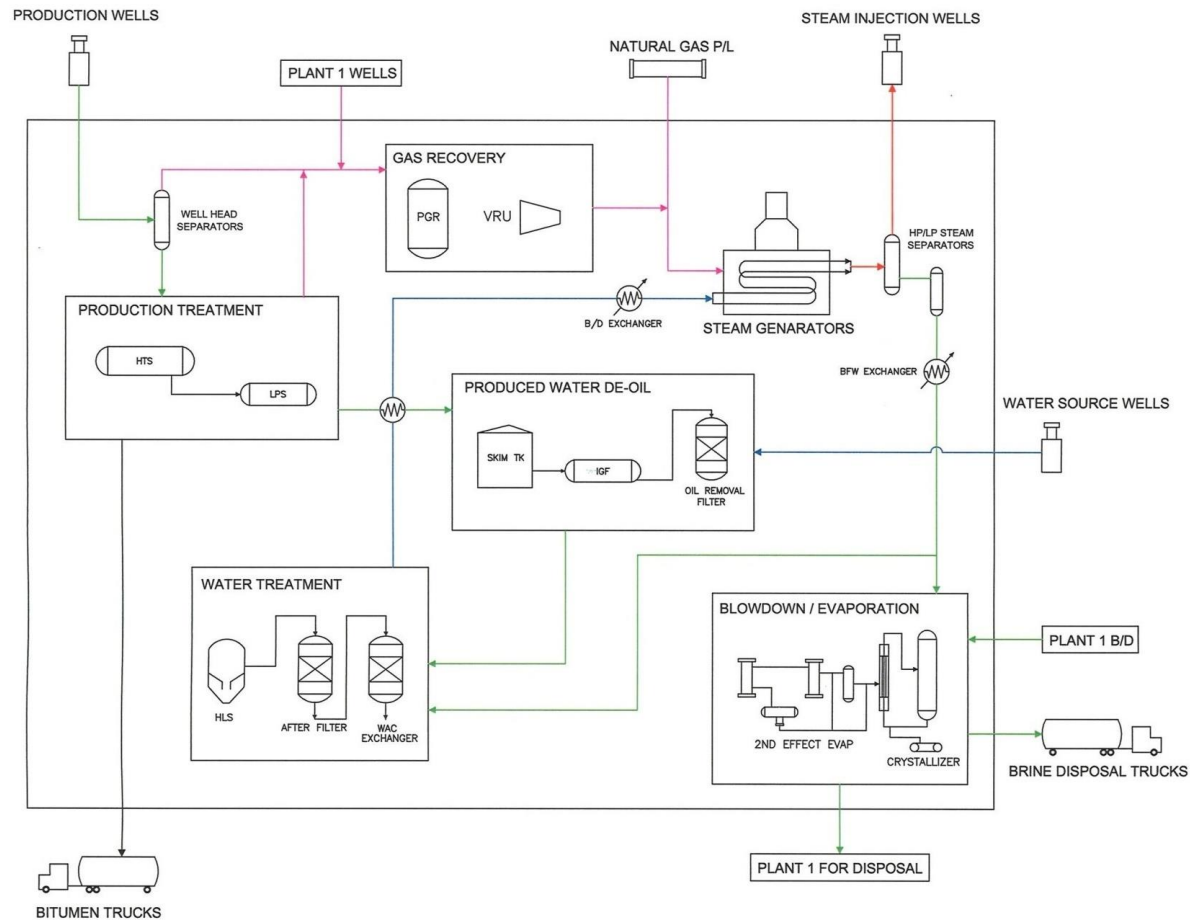 PRODUCTION WELLS
STEAM INJECTION WELLS
NATURAL GAS P/L
PLANT 1 WELLS
GAS RECOVERY
PGR
VRU
WELL HEAD
SEPARATORS
HP/LP STEAM
SEPARATORS
PRODUCTION TREATMENT
HTS
LPS
B/D EXCHANGER
STEAM GENARATORS
BFW EXCHANGER
PRODUCED WATER DE-OIL
SKIM TK
IGF
OIL REMOVAL
FILTER
WATER SOURCE WELLS
WATER TREATMENT
HLS
AFTER FILTER
WAC
EXCHANGER
BLOWDOWN / EVAPORATION
2ND EFFECT EVAP
CRYSTALLIZER
PLANT 1 B/D
BRINE DISPOSAL TRUCKS
PLANT 1 FOR DISPOSAL
BITUMEN TRUCKS